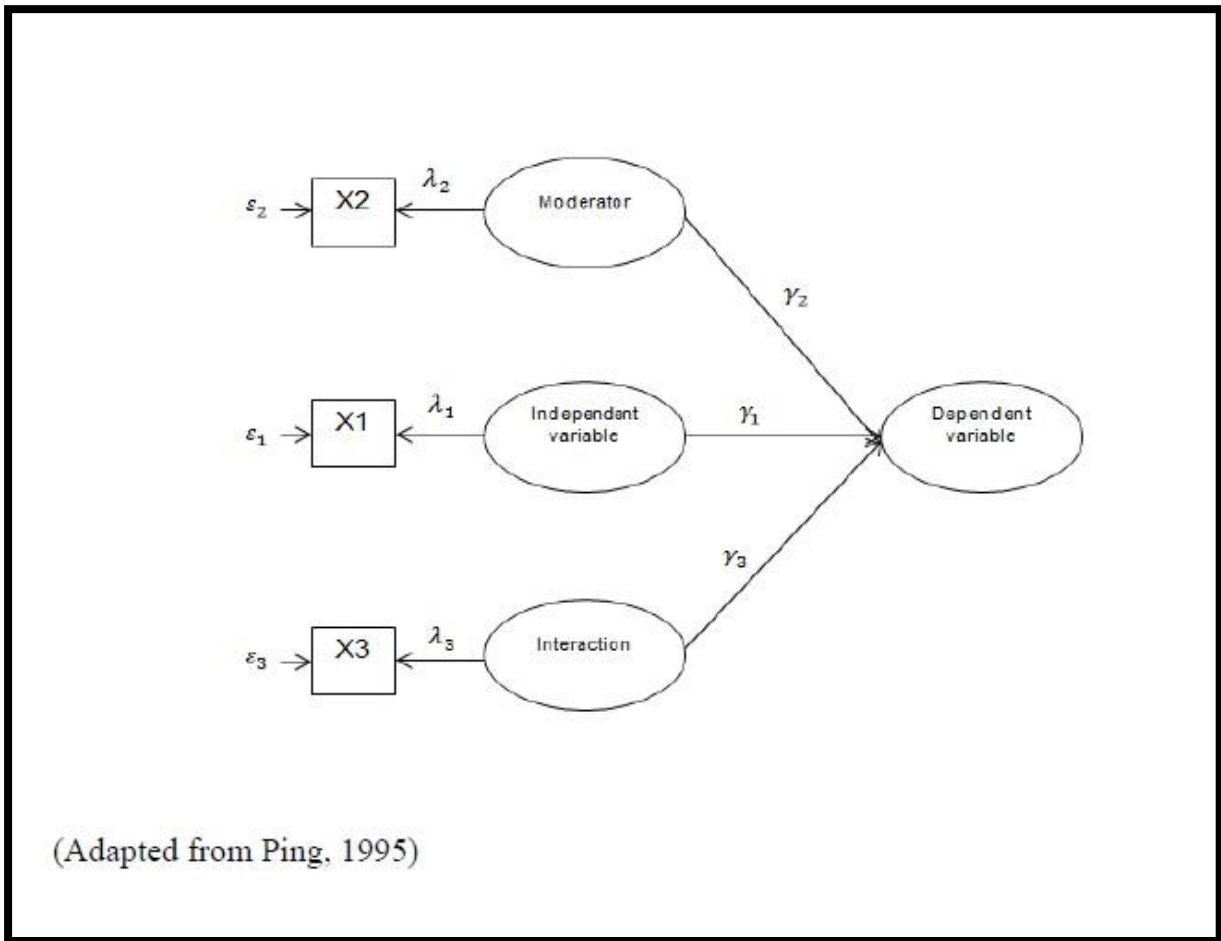 ε₂
X2
λ₂
Moderator
γ₂
ε₁
X1
λ₁
Independent
variable
γ₁
Dependent
variable
γ₃
ε₃
X3
λ₃
Interaction
(Adapted from Ping, 1995)